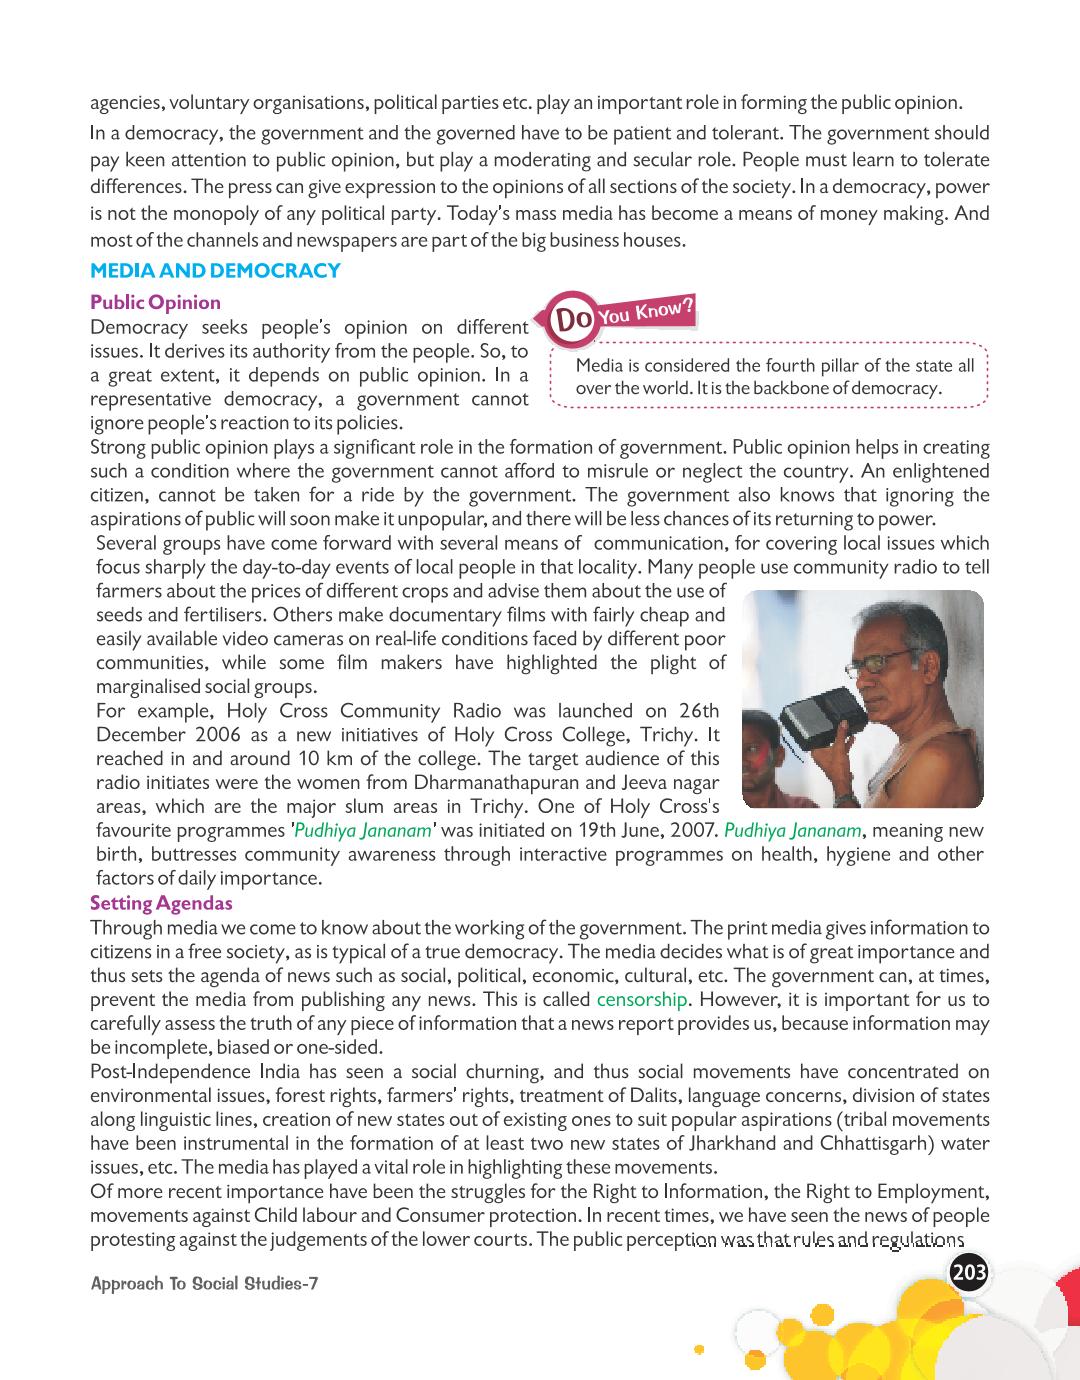 agencies, voluntary organisations, political parties etc. play an important role in forming the public opinion.
In a democracy, the government and the governed have to be patient and tolerant. The government should
pay keen attention to public opinion, but play a moderating and secular role. People must learn to tolerate
differences. The press can give expression to the opinions of all sections of the society. In a democracy, power
is not the monopoly of any political party. Today's mass media has become a means of money making. And
most of the channels and newspapers are part of the big business houses.
MEDIA AND DEMOCRACY
Public Opinion
Democracy seeks people's opinion on different
issues. It derives its authority from the people. So, to
a great extent, it depends on public opinion. In a
representative democracy, a government cannot
ignore people's reaction to its policies.
Do You Know?
Media is considered the fourth pillar of the state all
over the world. It is the backbone of democracy.
Strong public opinion plays a significant role in the formation of government. Public opinion helps in creating
such a condition where the government cannot afford to misrule or neglect the country. An enlightened
citizen, cannot be taken for a ride by the government. The government also knows that ignoring the
aspirations of public will soon make it unpopular, and there will be less chances of its returning to power.
Several groups have come forward with several means of communication, for covering local issues which
focus sharply the day-to-day events of local people in that locality. Many people use community radio to tell
farmers about the prices of different crops and advise them about the use of
seeds and fertilisers. Others make documentary films with fairly cheap and
easily available video cameras on real-life conditions faced by different poor
communities, while some film makers have highlighted the plight of
marginalised social groups.
For example, Holy Cross Community Radio was launched on 26th
December 2006 as a new initiatives of Holy Cross College, Trichy. It
reached in and around 10 km of the college. The target audience of this
radio initiates were the women from Dharmanathapuran and Jeeva nagar
areas, which are the major slum areas in Trichy. One of Holy Cross's
favourite programmes 'Pudhiya Jananam' was initiated on 19th June, 2007. Pudhiya Jananam, meaning new
birth, buttresses community awareness through interactive programmes on health, hygiene and other
factors of daily importance.
Setting Agendas
Through media we come to know about the working of the government. The print media gives information to
citizens in a free society, as is typical of a true democracy. The media decides what is of great importance and
thus sets the agenda of news such as social, political, economic, cultural, etc. The government can, at times,
prevent the media from publishing any news. This is called censorship. However, it is important for us to
carefully assess the truth of any piece of information that a news report provides us, because information may
be incomplete, biased or one-sided.
Post-Independence India has seen a social churning, and thus social movements have concentrated on
environmental issues, forest rights, farmers' rights, treatment of Dalits, language concerns, division of states
along linguistic lines, creation of new states out of existing ones to suit popular aspirations (tribal movements
have been instrumental in the formation of at least two new states of Jharkhand and Chhattisgarh) water
issues, etc. The media has played a vital role in highlighting these movements.
Of more recent importance have been the struggles for the Right to Information, the Right to Employment,
movements against Child labour and Consumer protection. In recent times, we have seen the news of people
protesting against the judgements of the lower courts. The public perception was that rules and regulations
Approach To Social Studies-7
203